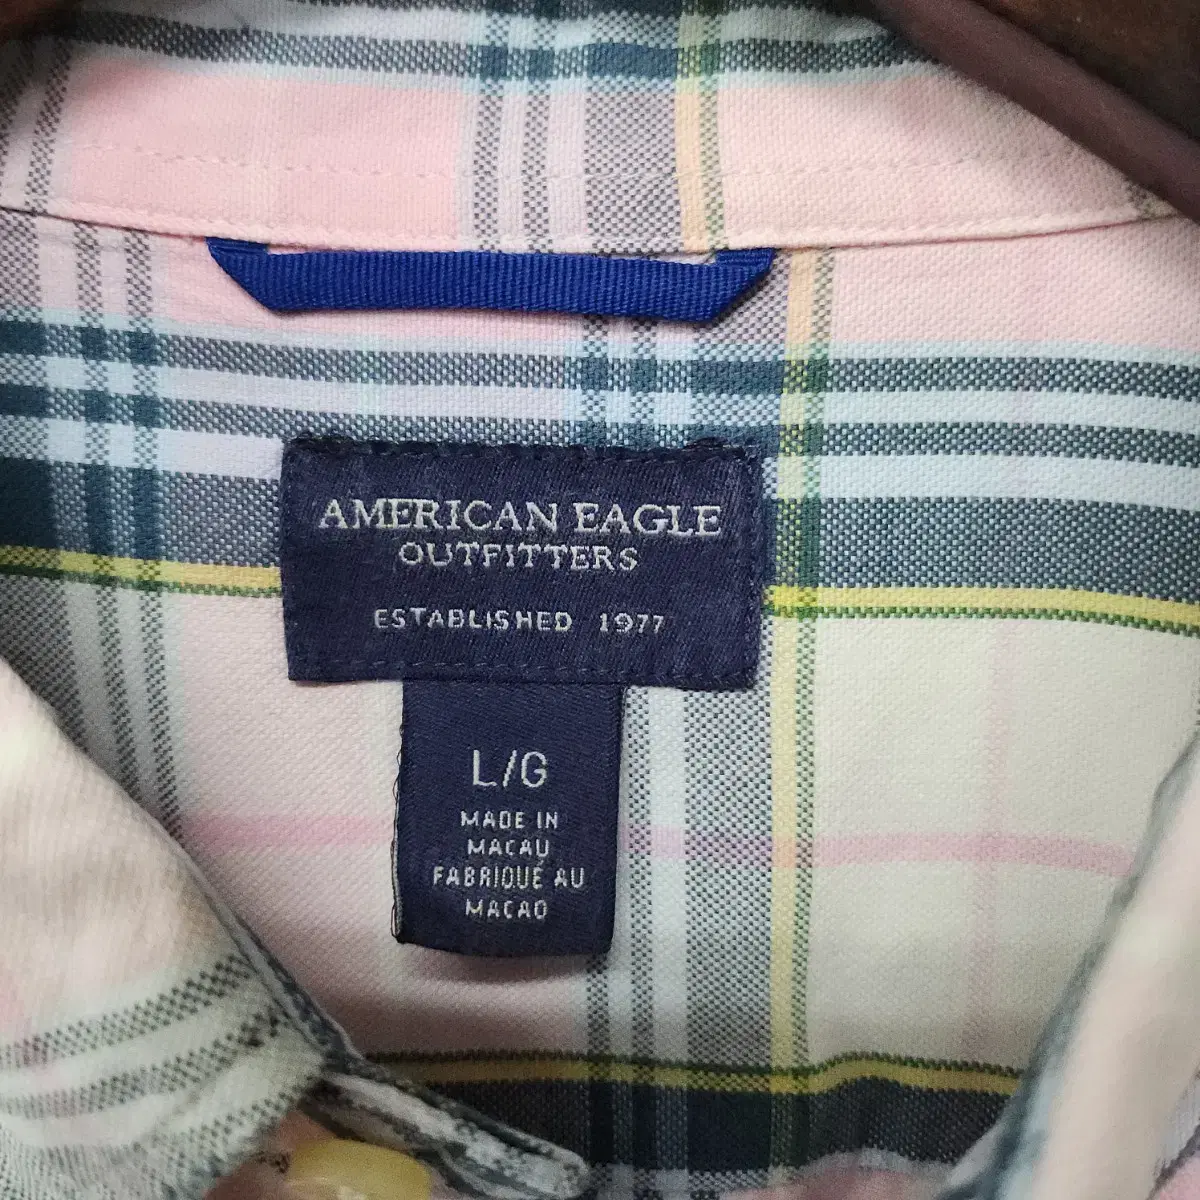 AMERICAN EAGLE
OUTFITTERS
ESTABLISHED 1977
L/G
MADE IN
MACAU
FABRIQUÉ AU
MACAO